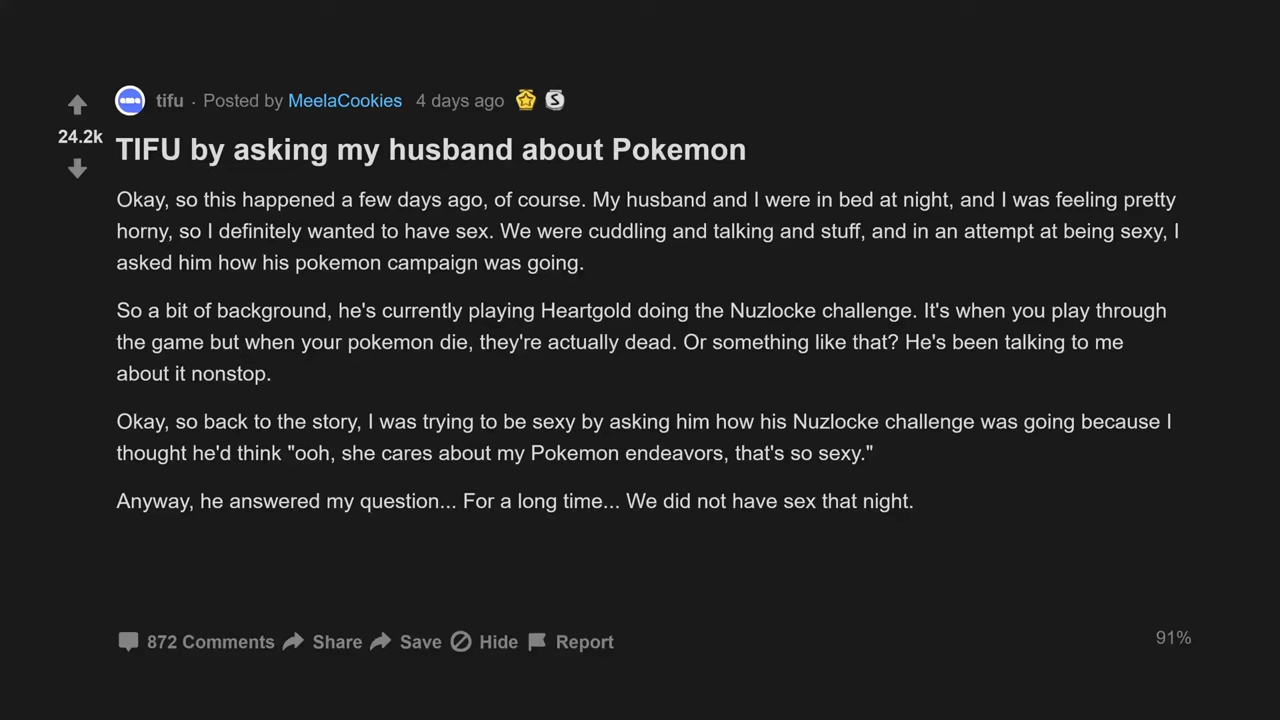 tifu · Posted by MeelaCookies 4 days ago
24.2k
TIFU by asking my husband about Pokemon
Okay, so this happened a few days ago, of course. My husband and I were in bed at night, and I was feeling pretty
horny, so I definitely wanted to have sex. We were cuddling and talking and stuff, and in an attempt at being sexy, I
asked him how his pokemon campaign was going.
So a bit of background, he's currently playing Heartgold doing the Nuzlocke challenge. It's when you play through
the game but when your pokemon die, they're actually dead. Or something like that? He's been talking to me
about it nonstop.
Okay, so back to the story, I was trying to be sexy by asking him how his Nuzlocke challenge was going because I
thought he'd think "ooh, she cares about my Pokemon endeavors, that's so sexy."
Anyway, he answered my question... For a long time... We did not have sex that night.
872 Comments Share Save Hide Report
91%